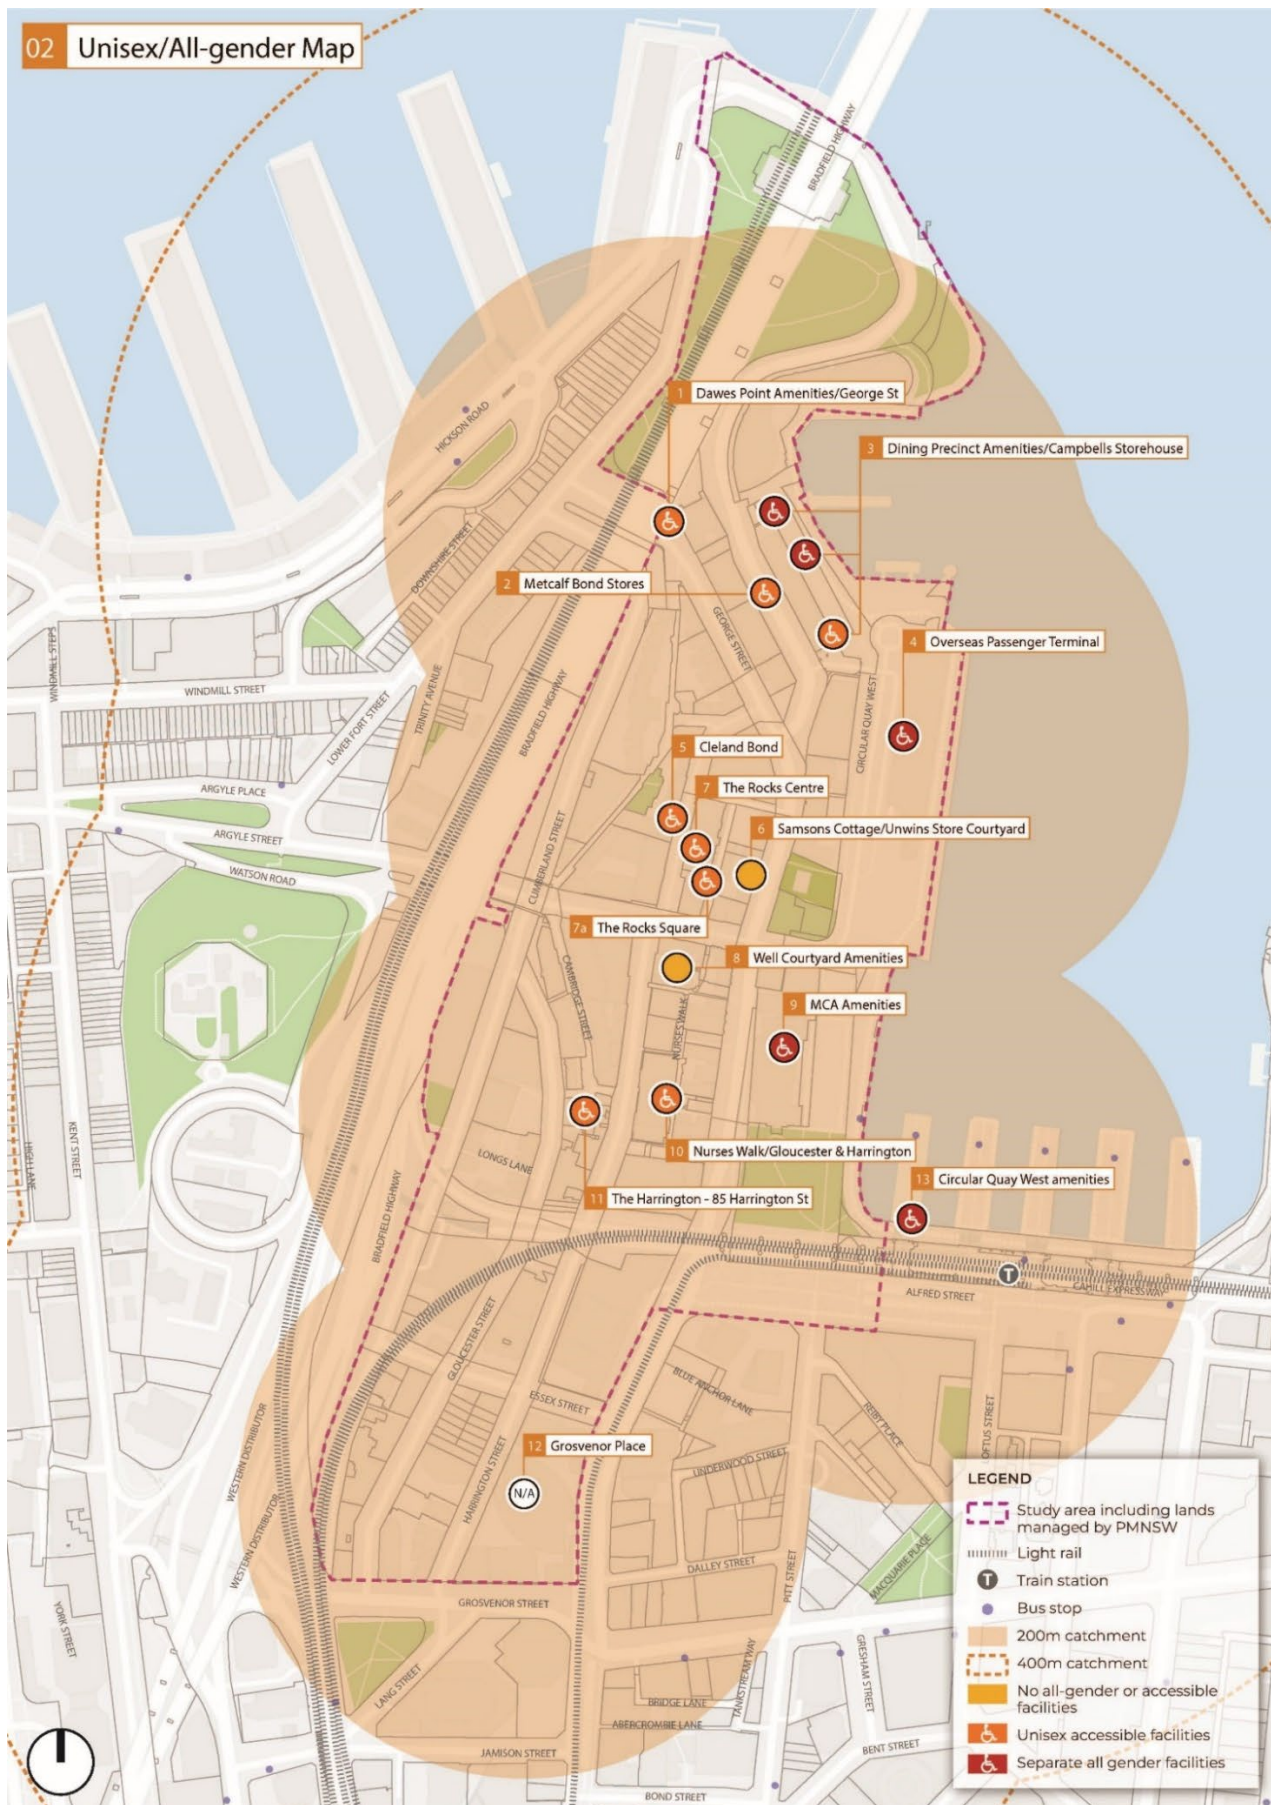 02 Unisex/All-gender Map
BRADFIELD HIGHWAY
1 Dawes Point Amenities/George St
HICKSON ROAD
3 Dining Precinct Amenities/Campbells Storehouse
DOWNSHIRE STREET
2 Metcalf Bond Stores
GEORGE STREET
4 Overseas Passenger Terminal
WINDMILL STEPS
WINDMILL STREET
TRINITY AVENUE
LOWER FORT STREET
BRADFIELD HIGHWAY
CIRCULAR QUAY WEST
5 Cleland Bond
7 The Rocks Centre
ARGYLE PLACE
6 Samsons Cottage/Unwins Store Courtyard
ARGYLE STREET
WATSON ROAD
CUMBERLAND STREET
7a The Rocks Square
8 Well Courtyard Amenities
CAMBRIDGE STREET
9 MCA Amenities
NURSES WALK
KENT STREET
HIGH LANE
LONGS LANE
10 Nurses Walk/Gloucester & Harrington
13 Circular Quay West amenities
11 The Harrington - 85 Harrington St
BRADFIELD HIGHWAY
T
CAHILL EXPRESSWAY
ALFRED STREET
GLOUCESTER STREET
BLUE ANCHOR LANE
ESSEX STREET
REIBY PLACE
LOFTUS STREET
WESTERN DISTRIBUTOR
12 Grosvenor Place
HARRINGTON STREET
UNDERWOOD STREET
N/A
WESTERN DISTRIBUTOR
DALLEY STREET
PITT STREET
MACQUARIE PLACE
GROSVENOR STREET
YORK STREET
LANG STREET
TANKSTREAM WAY
GRESHAM STREET
BRIDGE LANE
ABERCROMBIE LANE
JAMISON STREET
BENT STREET
BOND STREET
LEGEND
Study area including lands
managed by PMNSW
Light rail
T Train station
Bus stop
200m catchment
400m catchment
No all-gender or accessible
facilities
Unisex accessible facilities
Separate all gender facilities